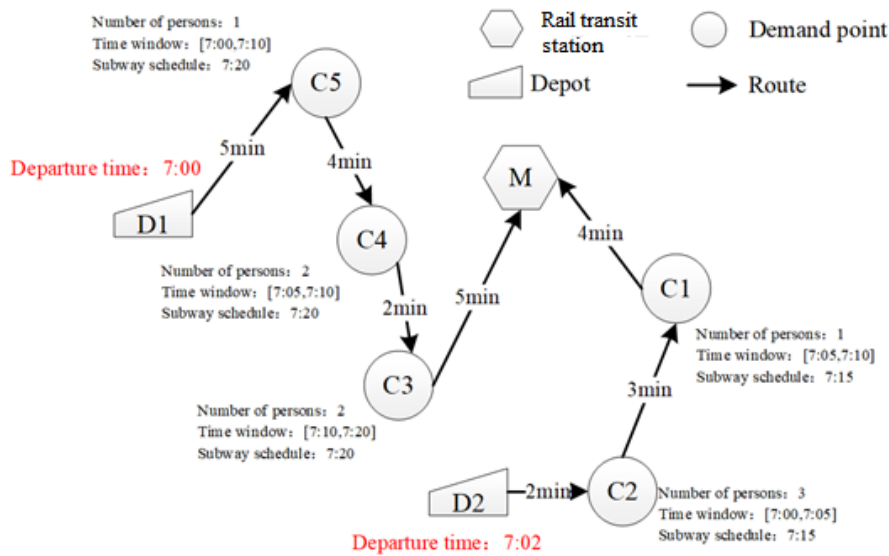 Number of persons：1
Time window：[7:00,7:10]
Subway schedule：7:20
Rail transit
station
Demand point
Depot
Route
C5
5min
4min
Departure time：7:00
D1
M
C4
4min
Number of persons：2
Time window：[7:05,7:10]
Subway schedule：7:20
2min
5min
C1
Number of persons：1
Time window：[7:05,7:10]
Subway schedule：7:15
C3
3min
Number of persons：2
Time window：[7:10,7:20]
Subway schedule：7:20
D2
2min
C2
Number of persons：3
Time window：[7:00,7:05]
Subway schedule：7:15
Departure time：7:02